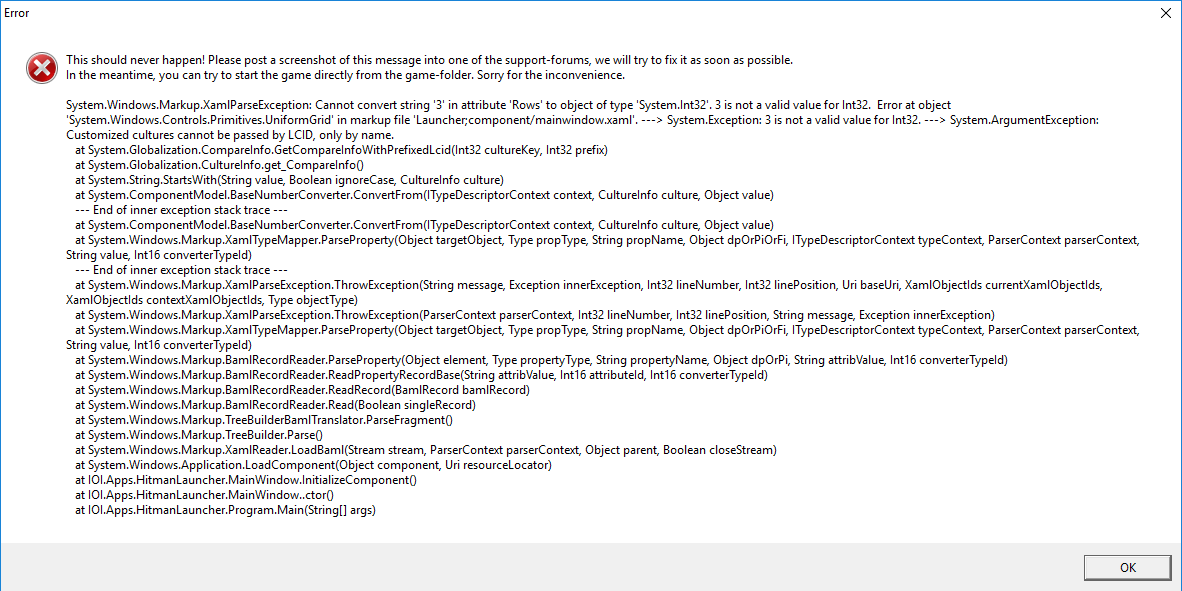 Error
This should never happen! Please post a screenshot of this message into one of the support-forums, we will try to fix it as soon as possible.
In the meantime, you can try to start the game directly from the game-folder. Sorry for the inconvenience.
System.Windows.Markup.XamlParseException: Cannot convert string '3' in attribute 'Rows' to object of type 'System.Int32'. 3 is not a valid value for Int32.  Error at object
'System.Windows.Controls.Primitives.UniformGrid' in markup file 'Launcher;component/mainwindow.xaml'. ---> System.Exception: 3 is not a valid value for Int32. ---> System.ArgumentException:
Customized cultures cannot be passed by LCID, only by name.
at System.Globalization.CompareInfo.GetCompareInfoWithPrefixedLcid(Int32 cultureKey, Int32 prefix)
at System.Globalization.CultureInfo.get_CompareInfo()
at System.String.StartsWith(String value, Boolean ignoreCase, CultureInfo culture)
at System.ComponentModel.BaseNumberConverter.ConvertFrom(ITypeDescriptorContext context, CultureInfo culture, Object value)
--- End of inner exception stack trace ---
at System.ComponentModel.BaseNumberConverter.ConvertFrom(ITypeDescriptorContext context, CultureInfo culture, Object value)
at System.Windows.Markup.XamlTypeMapper.ParseProperty(Object targetObject, Type propType, String propName, Object dpOrPiOrFi, ITypeDescriptorContext typeContext, ParserContext parserContext,
String value, Int16 converterTypeId)
--- End of inner exception stack trace ---
at System.Windows.Markup.XamlParseException.ThrowException(String message, Exception innerException, Int32 lineNumber, Int32 linePosition, Uri baseUri, XamlObjectIds currentXamlObjectIds,
XamlObjectIds contextXamlObjectIds, Type objectType)
at System.Windows.Markup.XamlParseException.ThrowException(ParserContext parserContext, Int32 lineNumber, Int32 linePosition, String message, Exception innerException)
at System.Windows.Markup.XamlTypeMapper.ParseProperty(Object targetObject, Type propType, String propName, Object dpOrPiOrFi, ITypeDescriptorContext typeContext, ParserContext parserContext,
String value, Int16 converterTypeId)
at System.Windows.Markup.BamlRecordReader.ParseProperty(Object element, Type propertyType, String propertyName, Object dpOrPi, String attribValue, Int16 converterTypeId)
at System.Windows.Markup.BamlRecordReader.ReadPropertyRecordBase(String attribValue, Int16 attributeId, Int16 converterTypeId)
at System.Windows.Markup.BamlRecordReader.ReadRecord(BamlRecord bamlRecord)
at System.Windows.Markup.BamlRecordReader.Read(Boolean singleRecord)
at System.Windows.Markup.TreeBuilderBamlTranslator.ParseFragment()
at System.Windows.Markup.TreeBuilder.Parse()
at System.Windows.Markup.XamlReader.LoadBaml(Stream stream, ParserContext parserContext, Object parent, Boolean closeStream)
at System.Windows.Application.LoadComponent(Object component, Uri resourceLocator)
at IOI.Apps.HitmanLauncher.MainWindow.InitializeComponent()
at IOI.Apps.HitmanLauncher.MainWindow..ctor()
at IOI.Apps.HitmanLauncher.Program.Main(String[] args)
OK